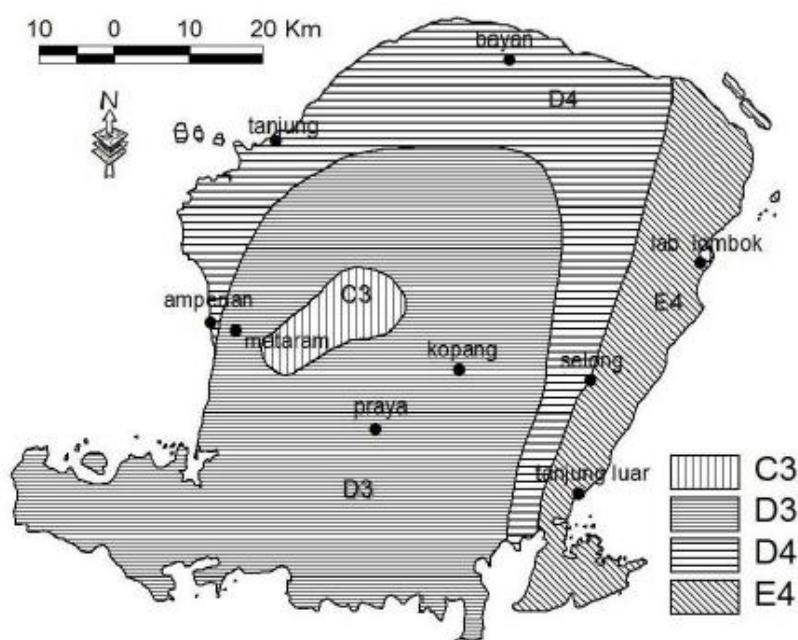 10 0 10 20 Km
N
bayan
D4
tanjung
lab lombok
C3
ampenan
E4
mataram
kopang
selong
praya
tanjung luar
D3
C3
D3
D4
E4